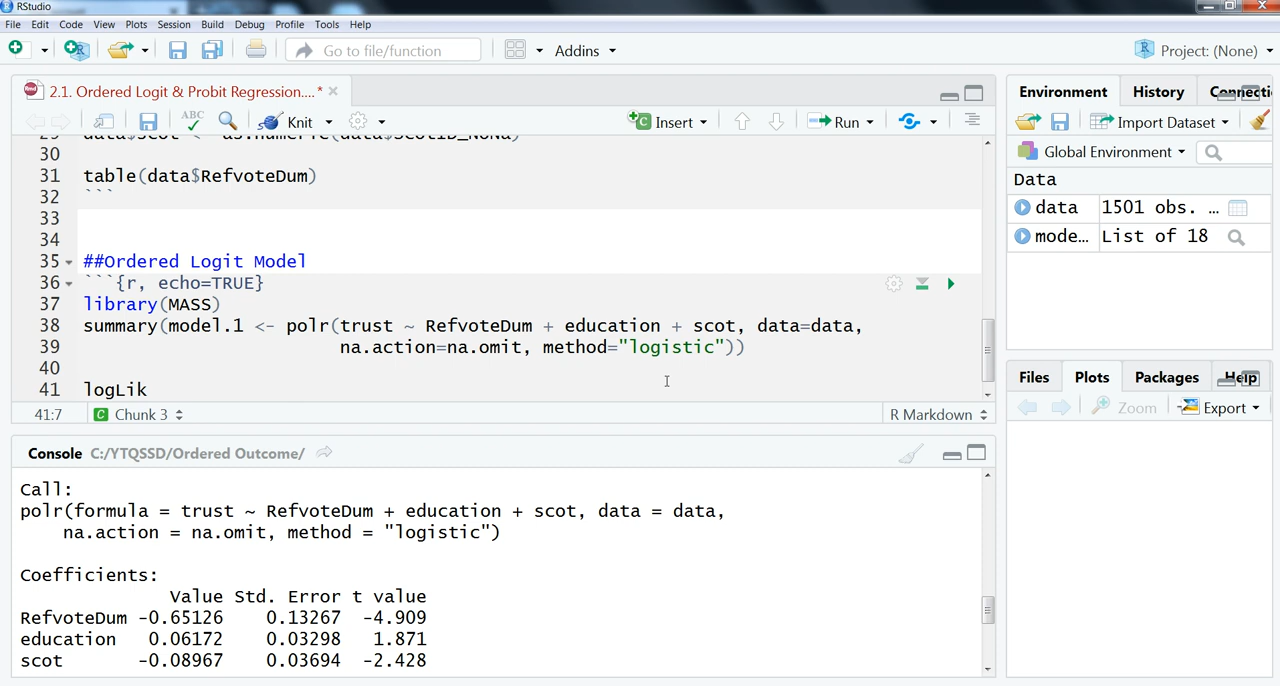 RStudio
File Edit Code View Plots Session Build Debug Profile Tools Help
Go to file/function Addins Project: (None)
2.1. Ordered Logit & Probit Regression....*
ABC Knit Insert Run
30
31 table(data$RefvoteDum)
32 ```
33
34
35 ##Ordered Logit Model
36 ```{r, echo=TRUE}
37 library(MASS)
38 summary(model.1 <- polr(trust ~ RefvoteDum + education + scot, data=data,
39 na.action=na.omit, method="logistic"))
40
41 logLik
41:7 C Chunk 3 R Markdown
Console C:/YTQSSD/Ordered Outcome/
Call:
polr(formula = trust ~ RefvoteDum + education + scot, data = data,
na.action = na.omit, method = "logistic")
Coefficients:
Value Std. Error t value
RefvoteDum -0.65126 0.13267 -4.909
education 0.06172 0.03298 1.871
scot -0.08967 0.03694 -2.428
Environment History Connecti
Import Dataset
Global Environment
Data
data 1501 obs. …
mode… List of 18
Files Plots Packages Help
Zoom Export